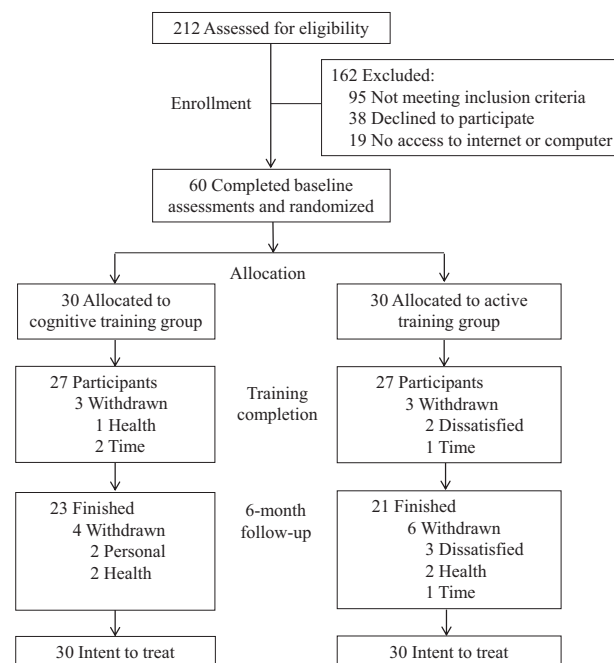 212 Assessed for eligibility
162 Excluded:
95 Not meeting inclusion criteria
38 Declined to participate
19 No access to internet or computer
Enrollment
60 Completed baseline
assessments and randomized
Allocation
30 Allocated to
cognitive training group
30 Allocated to active
training group
27 Participants
3 Withdrawn
1 Health
2 Time
Training
completion
27 Participants
3 Withdrawn
2 Dissatisfied
1 Time
23 Finished
4 Withdrawn
2 Personal
2 Health
6-month
follow-up
21 Finished
6 Withdrawn
3 Dissatisfied
2 Health
1 Time
30 Intent to treat
30 Intent to treat